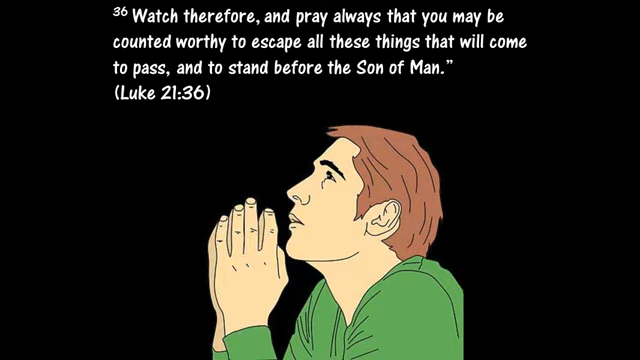 36 Watch therefore, and pray always that you may be
counted worthy to escape all these things that will come
to pass, and to stand before the Son of Man.”
(Luke 21:36)